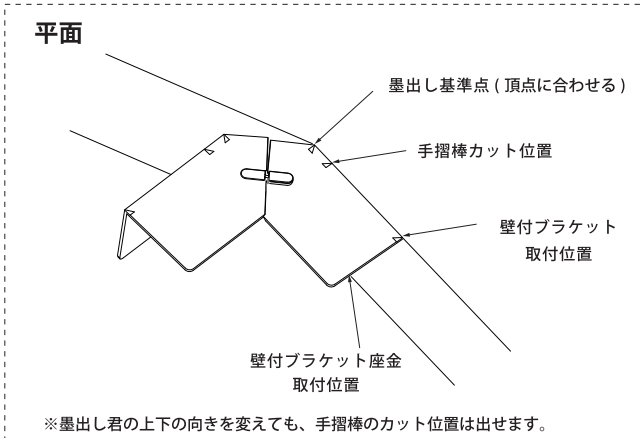 平面
墨出し基準点 ( 頂点に合わせる )
手摺棒カット位置
壁付ブラケット
取付位置
壁付ブラケット座金
取付位置
※墨出し君の上下の向きを変えても、手摺棒のカット位置は出せます。